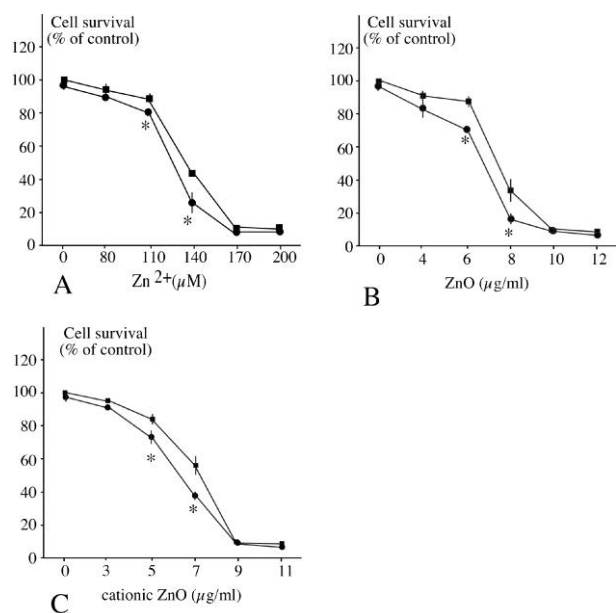 Cell survival
(% of control)
120
100
80
60
40
20
0
*
*
0 80 110 140 170 200
A
Zn 2+(µM)
Cell survival
(% of control)
120
100
80
60
40
20
0
*
*
0 4 6 8 10 12
B
ZnO (µg/ml)
Cell survival
(% of control)
120
100
80
60
40
20
0
*
*
0 3 5 7 9 11
C
cationic ZnO (µg/ml)